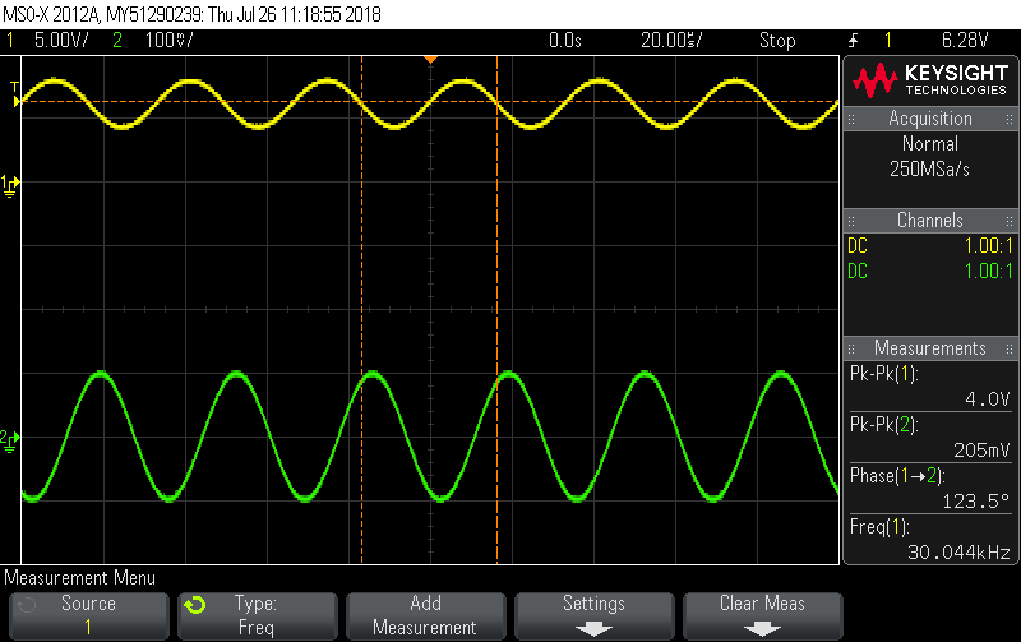 MSO-X 2012A, MY51290239: Thu Jul 26 11:18:55 2018
1 5.00V/ 2 100mV/ 0.0s 20.00us/ Stop 1 6.28V
KEYSIGHT
TECHNOLOGIES
Acquisition
Normal
250MSa/s
Channels
DC 1.00:1
DC 1.00:1
Measurements
Pk-Pk(1):
4.0V
Pk-Pk(2):
205mV
Phase(1→2):
123.5°
Freq(1):
30.044kHz
T
1
2
Measurement Menu
Source
1
Type:
Freq
Add
Measurement
Settings
Clear Meas